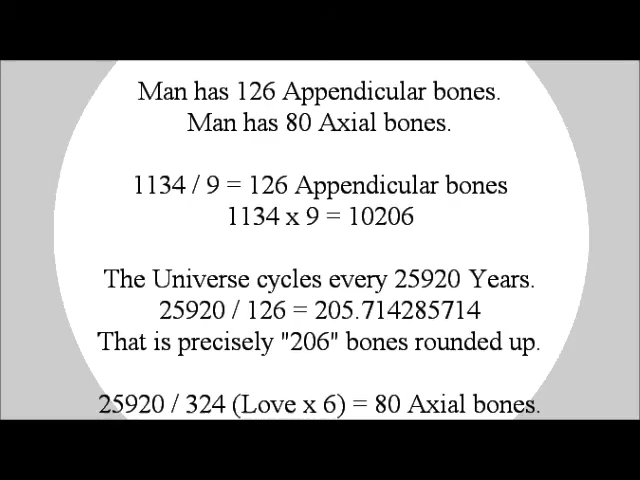 Man has 126 Appendicular bones.
Man has 80 Axial bones.
1134 / 9 = 126 Appendicular bones
1134 x 9 = 10206
The Universe cycles every 25920 Years.
25920 / 126 = 205.714285714
That is precisely "206" bones rounded up.
25920 / 324 (Love x 6) = 80 Axial bones.